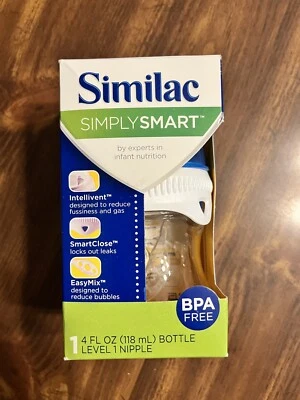 Similac
SIMPLYSMART™
by experts in
infant nutrition
Intellivent™
designed to reduce
fussiness and gas
SmartClose™
locks out leaks
EasyMix™
designed to
reduce bubbles
BPA
FREE
1 4 FL OZ (118 mL) BOTTLE
LEVEL 1 NIPPLE